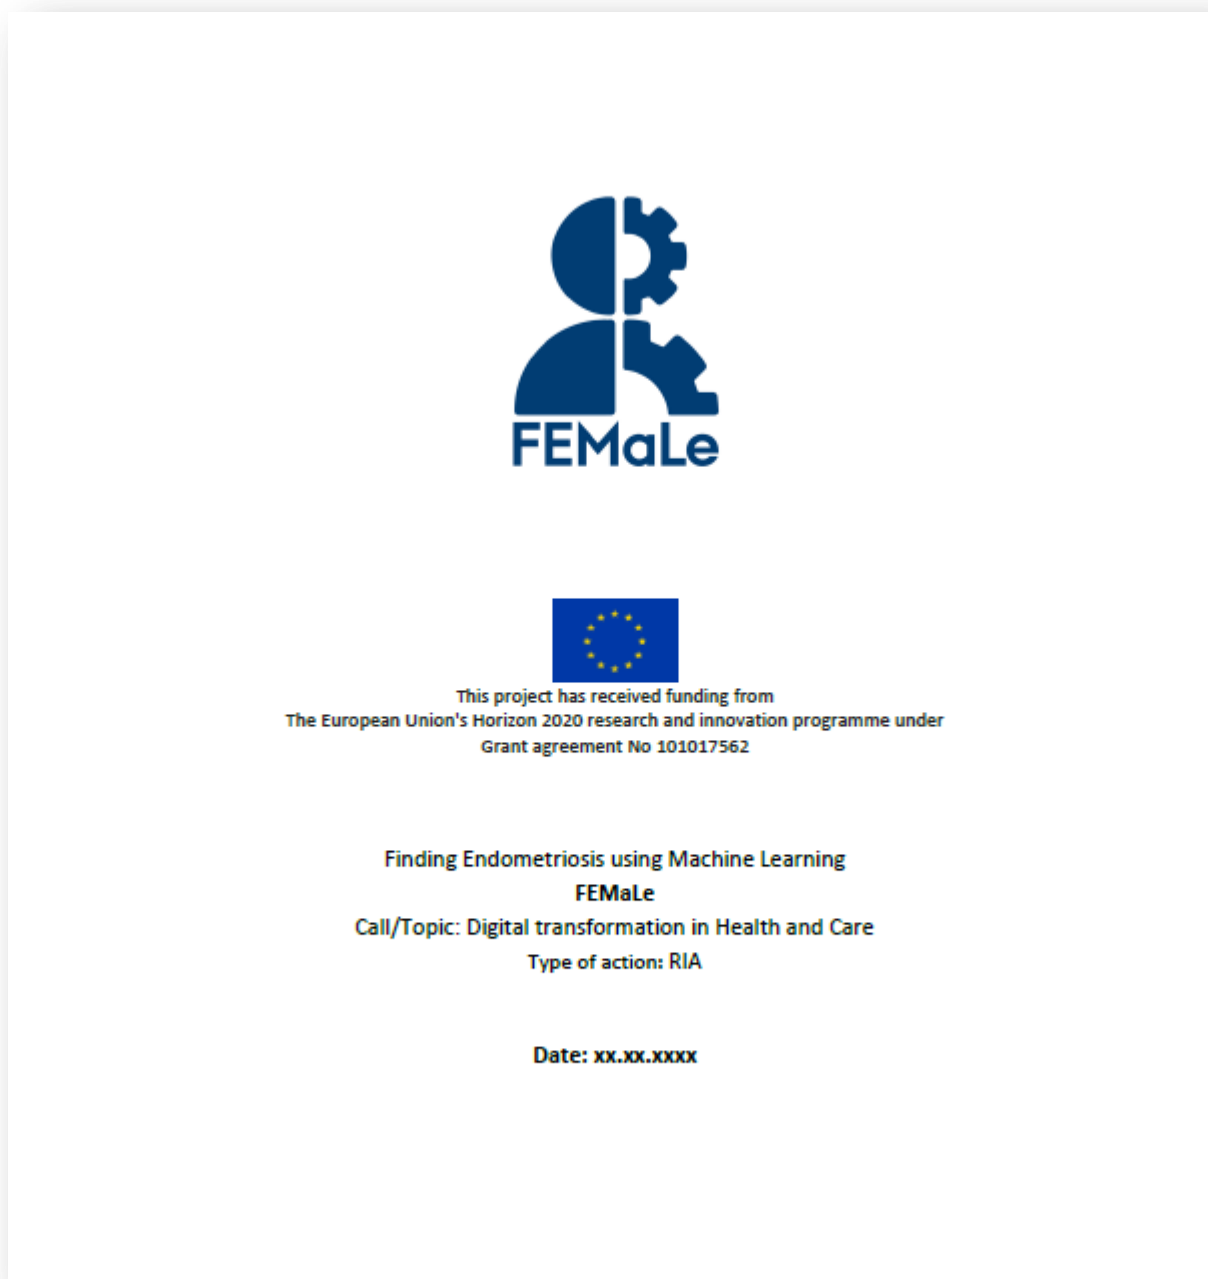 FEMaLe
This project has received funding from
The European Union's Horizon 2020 research and innovation programme under
Grant agreement No 101017562
Finding Endometriosis using Machine Learning
FEMaLe
Call/Topic: Digital transformation in Health and Care
Type of action: RIA
Date: xx.xx.xxxx